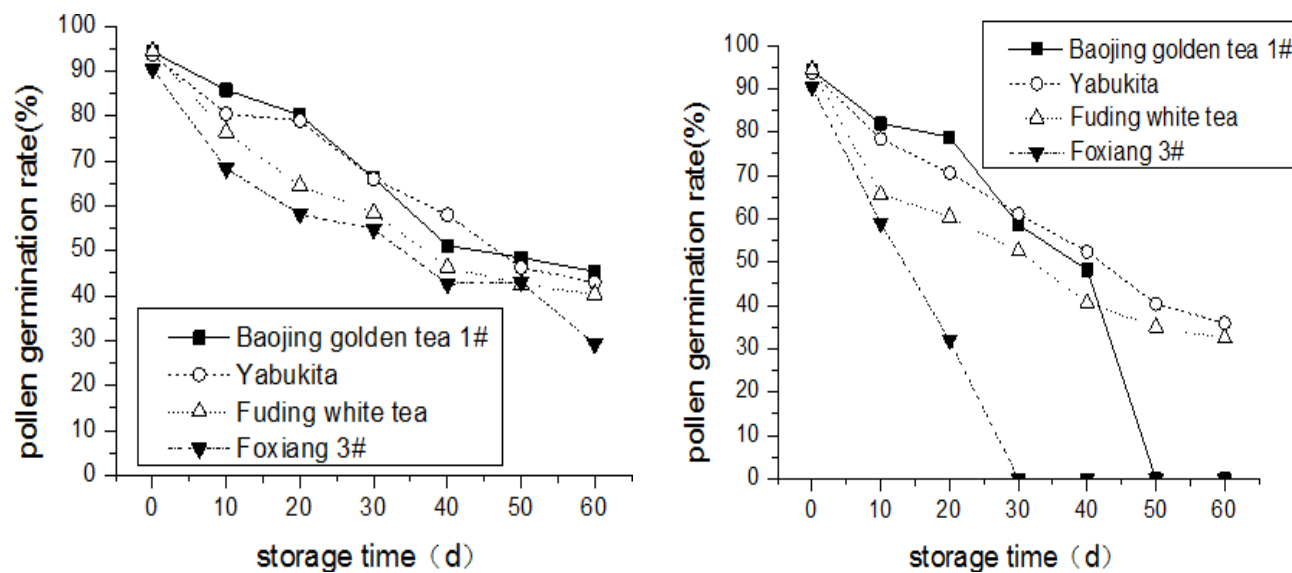 100
90
80
70
60
50
40
30
20
10
0
pollen germination rate(%)
Baojing golden tea 1#
Yabukita
Fuding white tea
Foxiang 3#
0 10 20 30 40 50 60
storage time（d）
100
90
80
70
60
50
40
30
20
10
0
pollen germination rate(%)
Baojing golden tea 1#
Yabukita
Fuding white tea
Foxiang 3#
0 10 20 30 40 50 60
storage time（d）